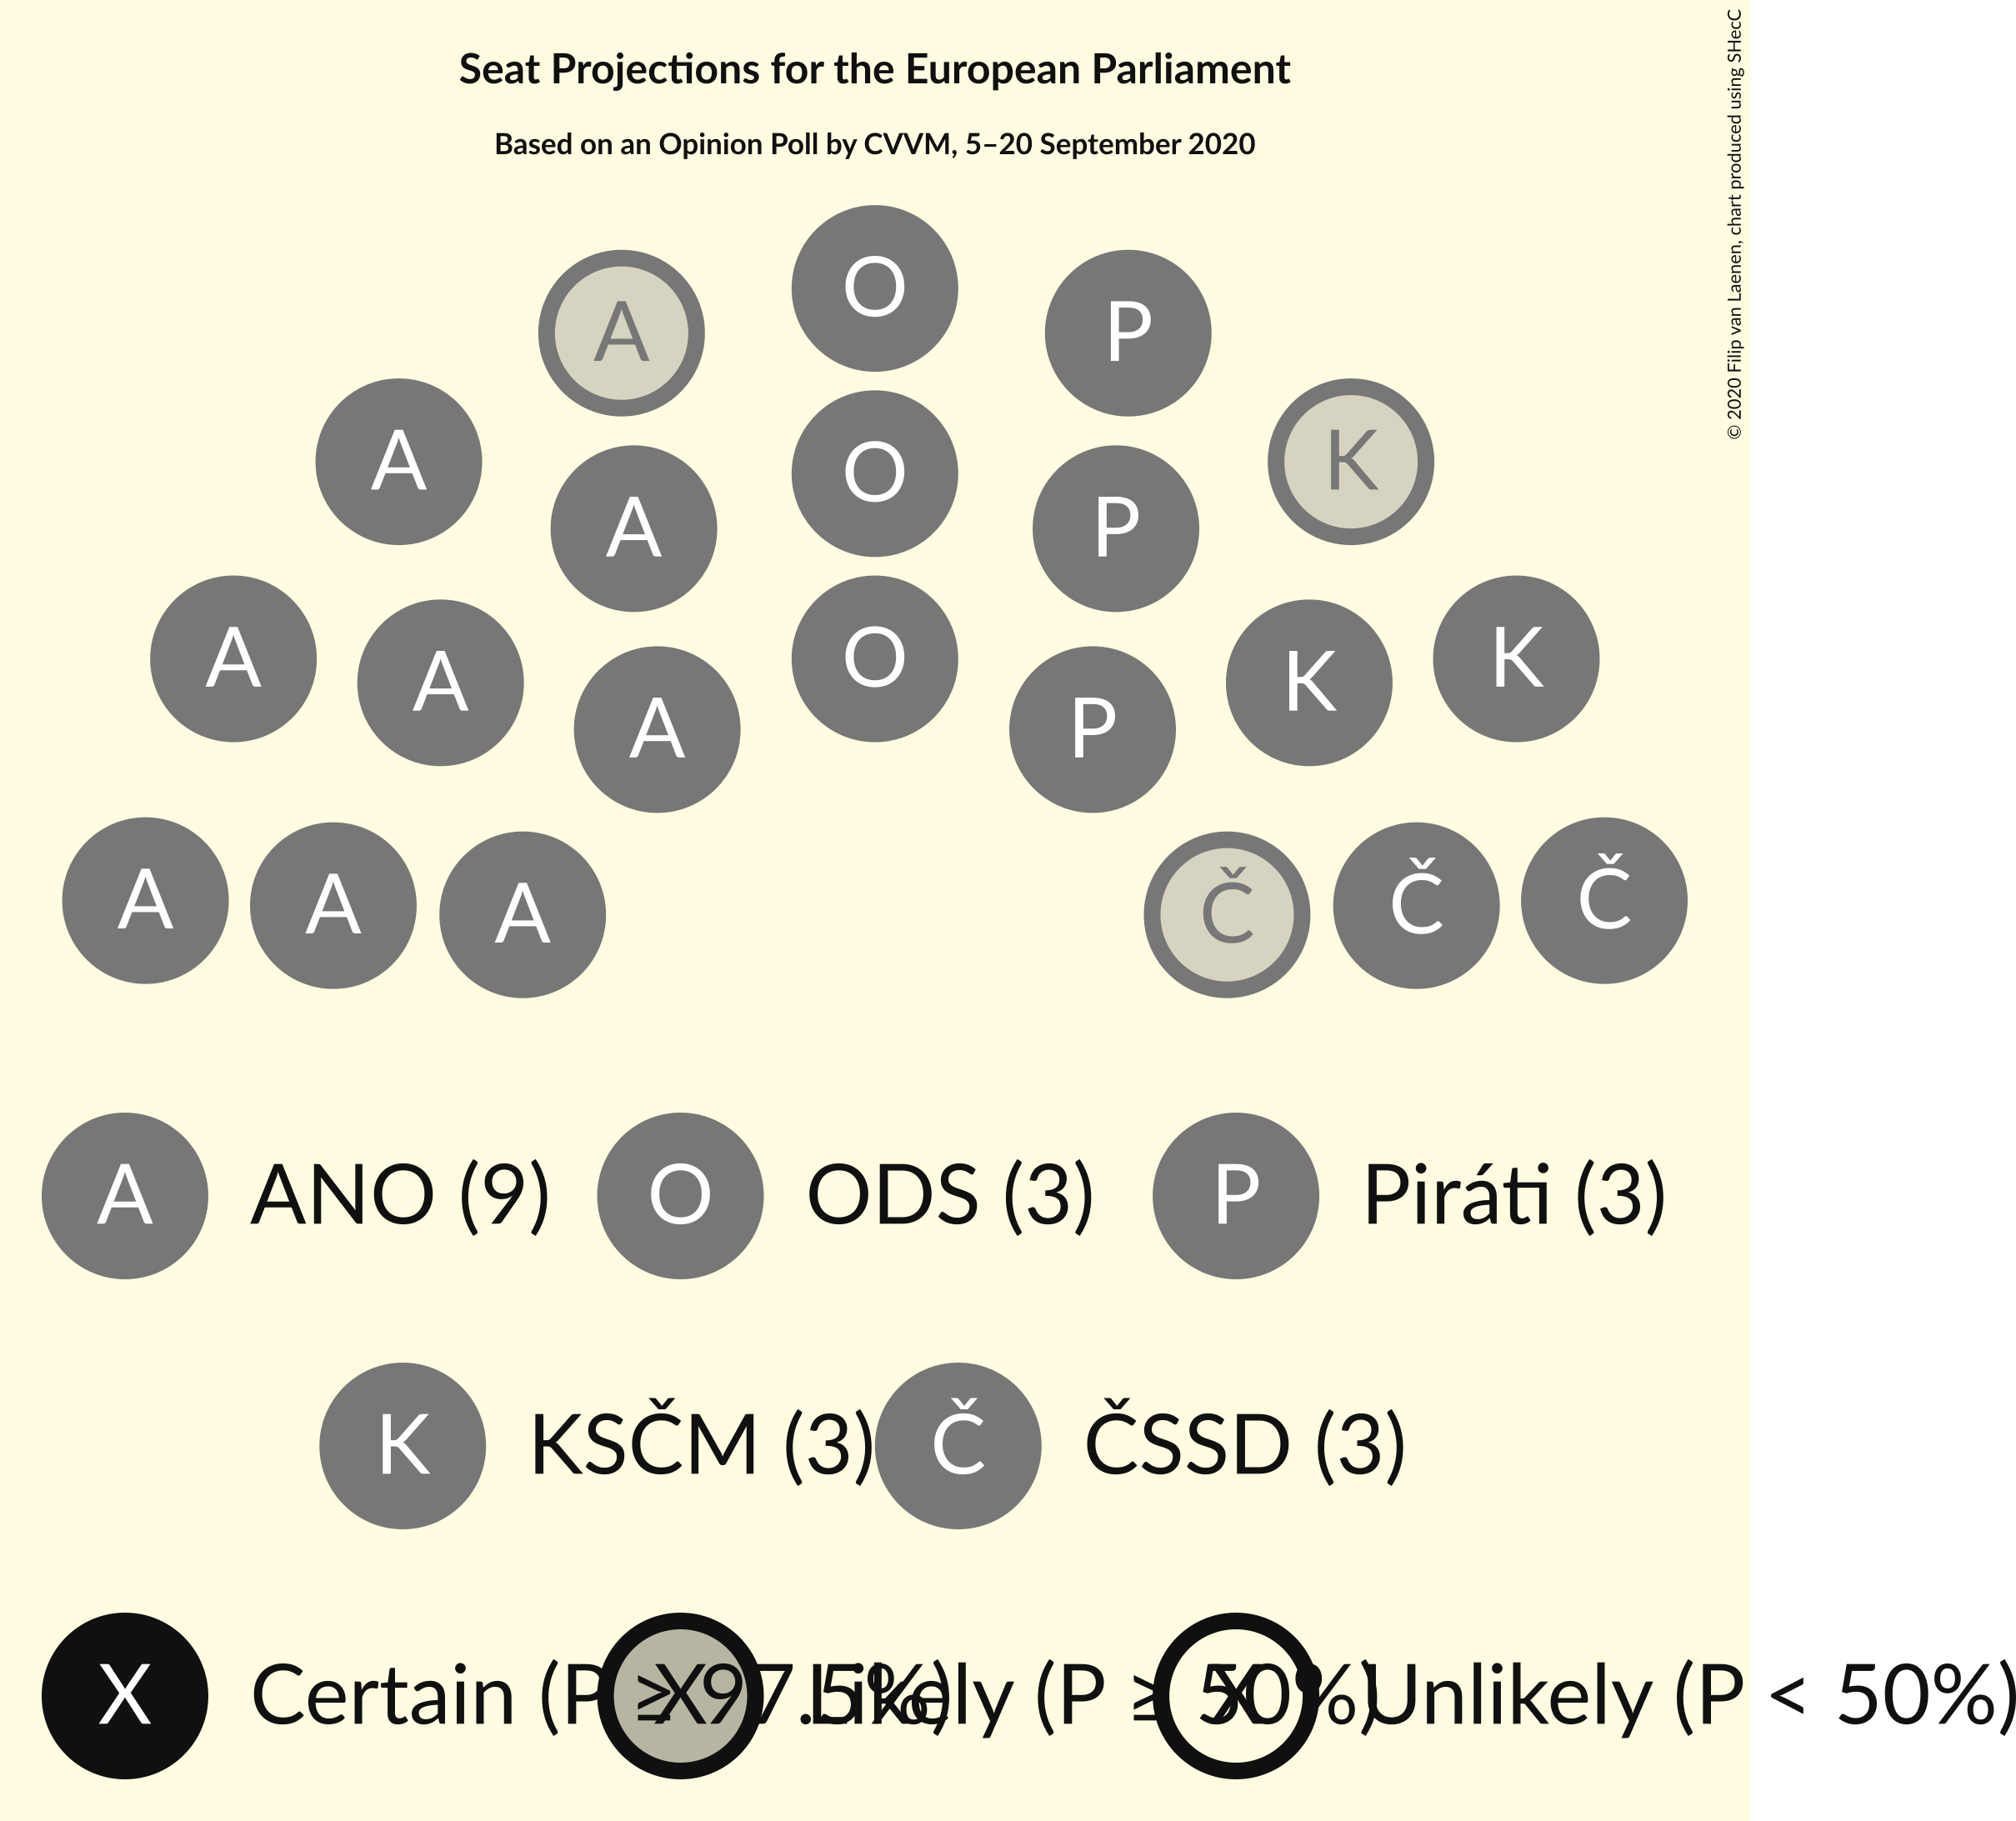 Seat Projections for the European Parliament
Based on an Opinion Poll by CVVM, 5–20 September 2020
© 2020 Filip van Laenen, chart produced using SHecC
O
A P
A K
O
A P
O
A K
A K
A P
A Č
A Č
A Č
A ANO (9) O ODS (3) P Piráti (3)
K KSČM (3) Č ČSSD (3)
X Certain (P ≥ 97.5%) X Likely (P ≥ 50%) X Unlikely (P < 50%)